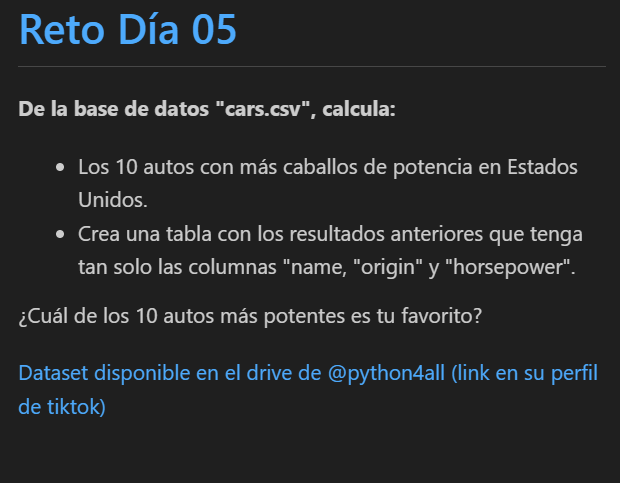 Reto Día 05
De la base de datos "cars.csv", calcula:
Los 10 autos con más caballos de potencia en Estados
Unidos.
Crea una tabla con los resultados anteriores que tenga
tan solo las columnas "name, "origin" y "horsepower".
¿Cuál de los 10 autos más potentes es tu favorito?
Dataset disponible en el drive de @python4all (link en su perfil
de tiktok)